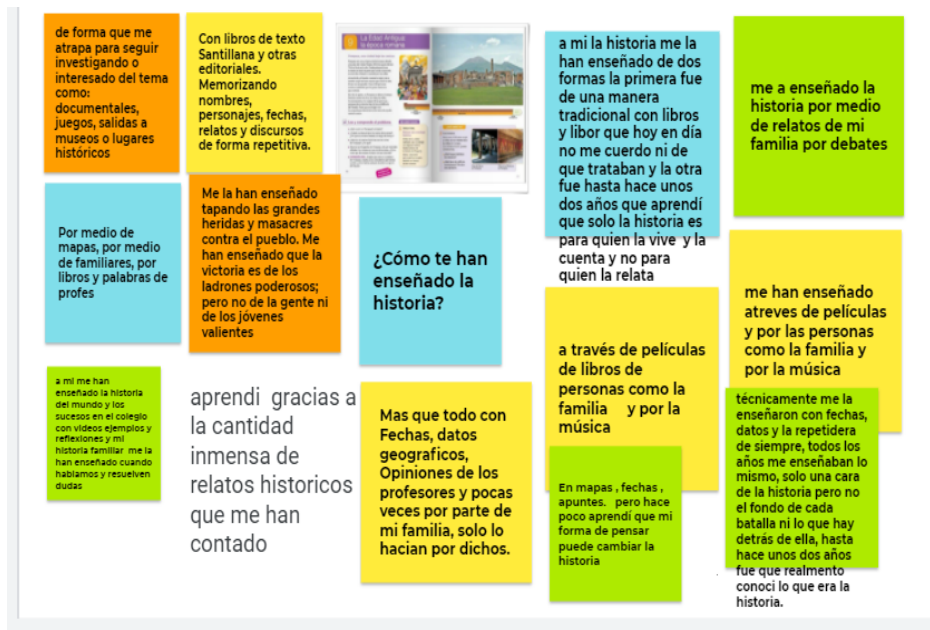 de forma que me
atrapa para seguir
investigando o
interesado del tema
como:
documentales,
juegos, salidas a
museos o lugares
históricos
Con libros de texto
Santillana y otras
editoriales.
Memorizando
nombres,
personajes, fechas,
relatos y discursos
de forma repetitiva.
La Edad Antigua:
la época romana
a mi la historia me la
han enseñado de dos
formas la primera fue
de una manera
tradicional con libros
y libor que hoy en día
no me cuerdo ni de
que trataban y la otra
fue hasta hace unos
dos años que aprendí
que solo la historia es
para quien la vive y la
cuenta y no para
quien la relata
me a enseñado la
historia por medio
de relatos de mi
familia por debates
Por medio de
mapas, por medio
de familiares, por
libros y palabras de
profes
Me la han enseñado
tapando las grandes
heridas y masacres
contra el pueblo. Me
han enseñado que la
victoria es de los
ladrones poderosos;
pero no de la gente ni
de los jóvenes
valientes
¿Cómo te han
enseñado la
historia?
a través de películas
de libros de
personas como la
familia y por la
música
me han enseñado
atreves de películas
y por las personas
como la familia y
por la música
a mi me han
enseñado la historia
del mundo y los
sucesos en el colegio
con videos ejemplos y
reflexiones y mi
historia familiar me la
han enseñado cuando
hablamos y resuelven
dudas
aprendi gracias a
la cantidad
inmensa de
relatos historicos
que me han
contado
Mas que todo con
Fechas, datos
geograficos,
Opiniones de los
profesores y pocas
veces por parte de
mi familia, solo lo
hacian por dichos.
En mapas , fechas ,
apuntes. pero hace
poco aprendí que mi
forma de pensar
puede cambiar la
historia
técnicamente me la
enseñaron con fechas,
datos y la repetidera
de siempre, todos los
años me enseñaban lo
mismo, solo una cara
de la historia pero no
el fondo de cada
batalla ni lo que hay
detrás de ella, hasta
hace unos dos años
fue que realmento
conoci lo que era la
historia.